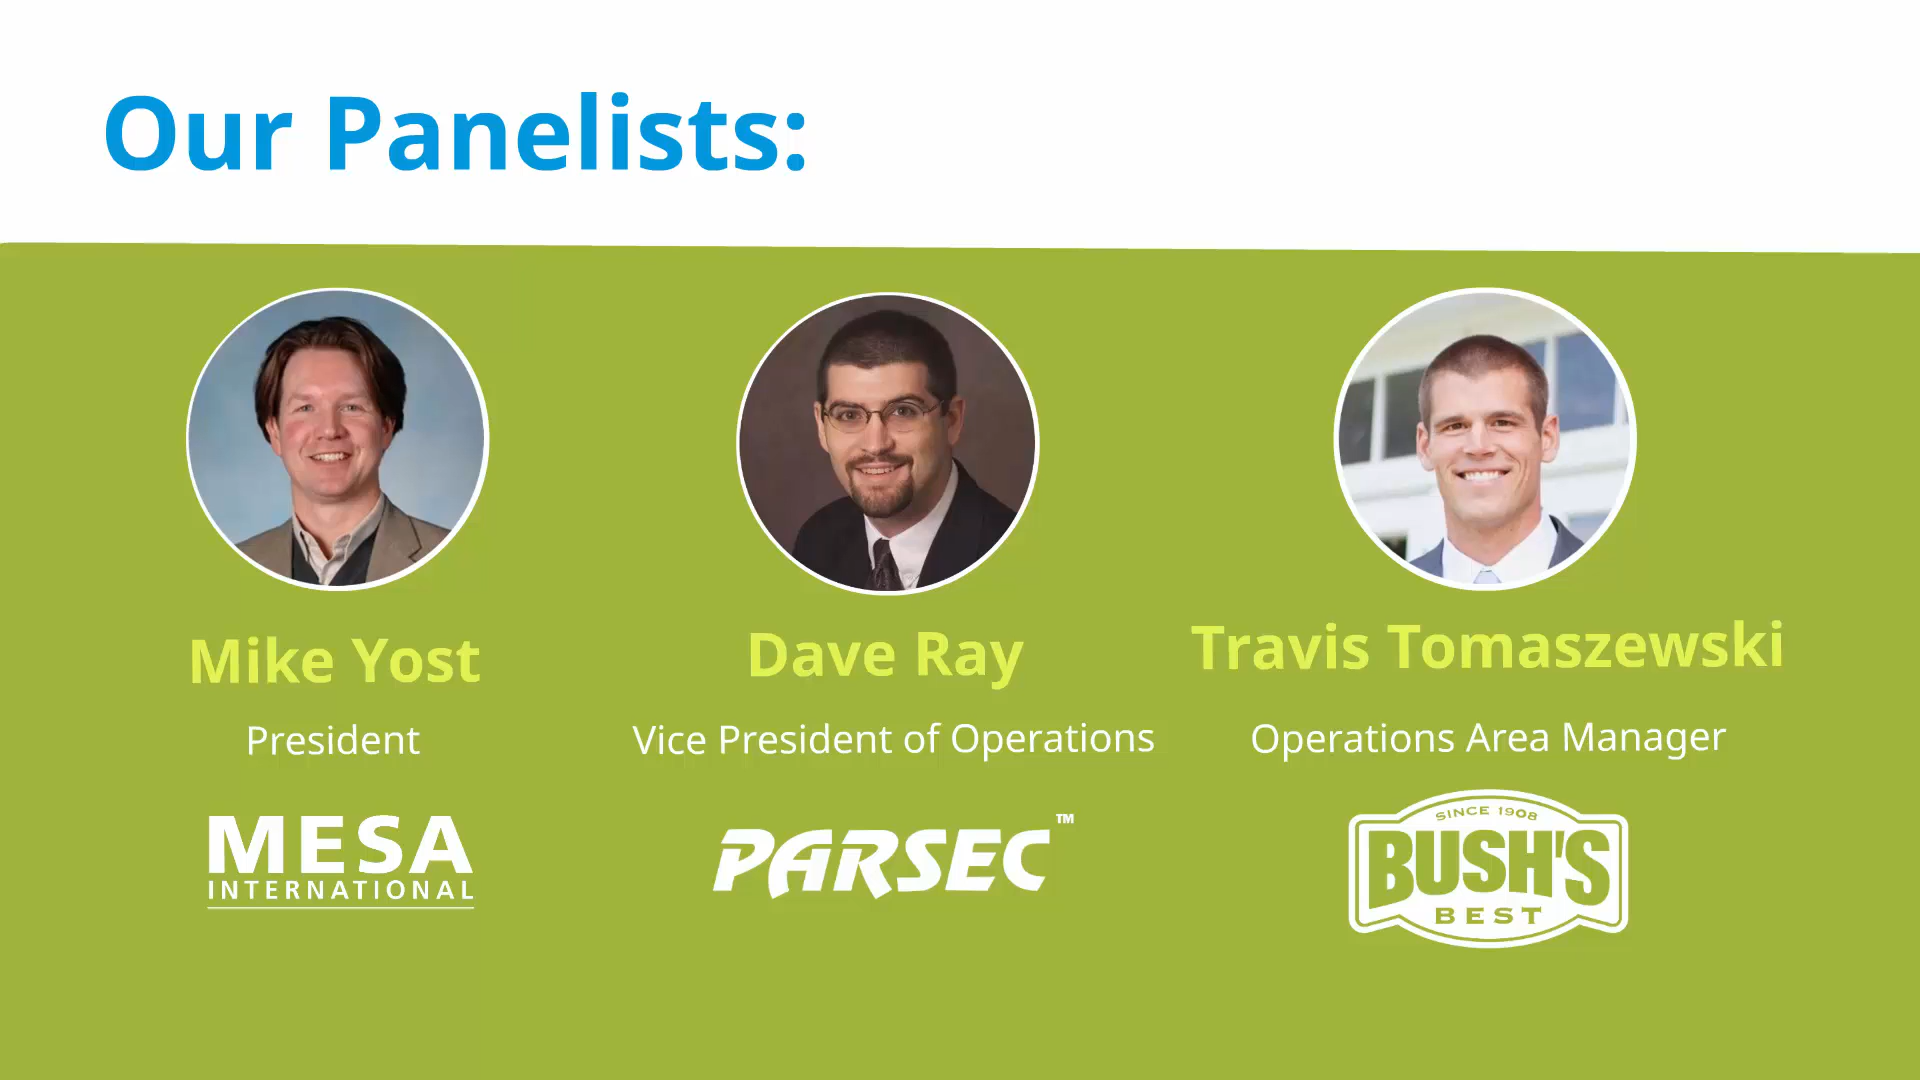 Our Panelists:
Mike Yost
President
MESA
INTERNATIONAL
Dave Ray
Vice President of Operations
PARSEC™
Travis Tomaszewski
Operations Area Manager
SINCE 1908
BUSH'S
BEST